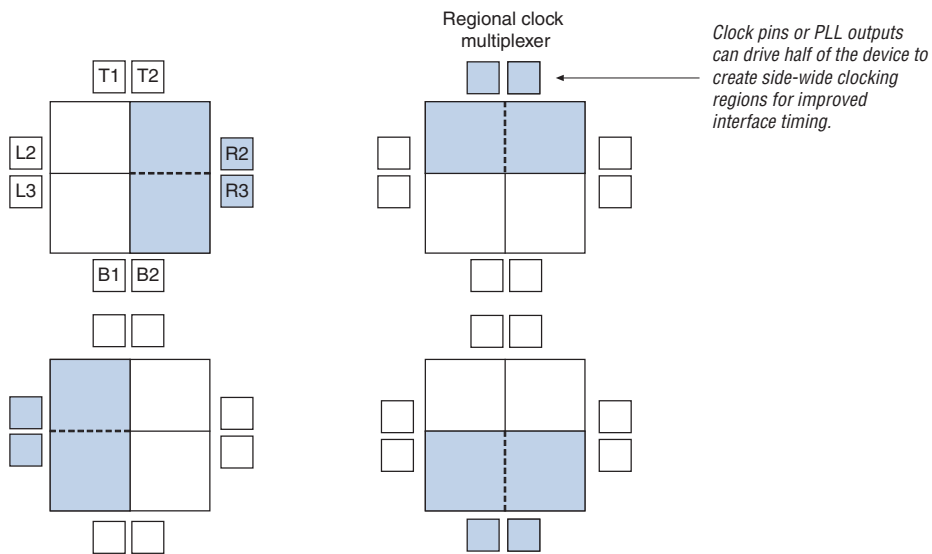 Regional clock
multiplexer
Clock pins or PLL outputs
can drive half of the device to
create side-wide clocking
regions for improved
interface timing.
T1 T2
L2
R2
L3
R3
B1 B2